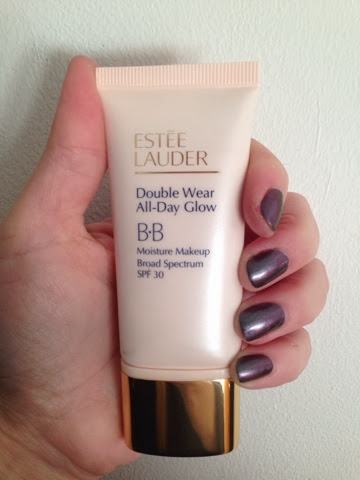 ESTĒE
LAUDER
Double Wear
All-Day Glow
B·B
Moisture Makeup
Broad Spectrum
SPF 30